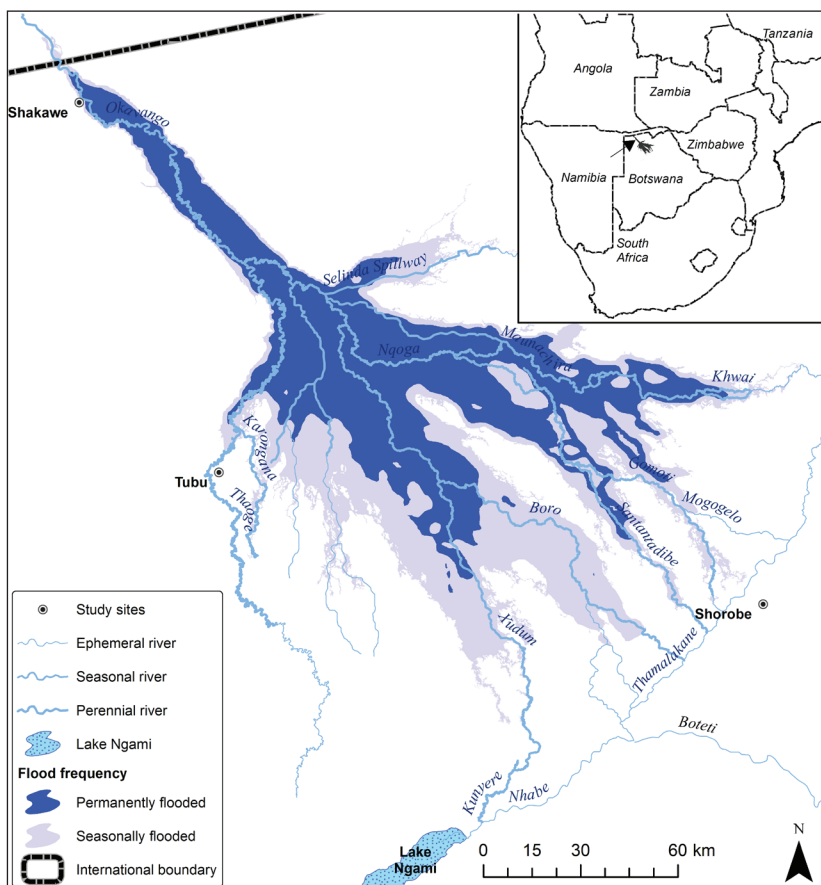 Shakawe
Okavango
Selinda Spillway
Maunachira
Nqoga
Khwai
Karongana
Tubu
Thaoge
Gomoti
Mogogelo
Boro
Santantadibe
Shorobe
Xudum
Thamalakane
Boteti
Kunyere
Nhabe
Lake
Ngami
Tanzania
Angola
Zambia
Zimbabwe
Namibia
Botswana
South
Africa
Study sites
Ephemeral river
Seasonal river
Perennial river
Lake Ngami
Flood frequency
Permanently flooded
Seasonally flooded
International boundary
0 15 30 60 km
N